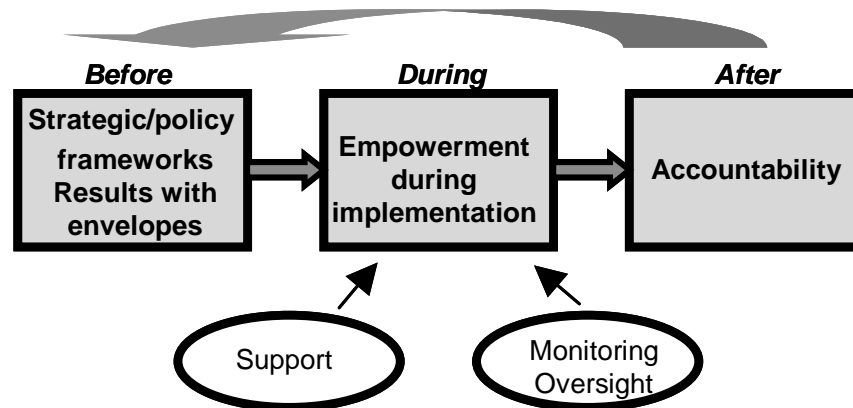 Before
During
After
Strategic/policy
frameworks
Results with
envelopes
Empowerment
during
implementation
Accountability
Support
Monitoring
Oversight